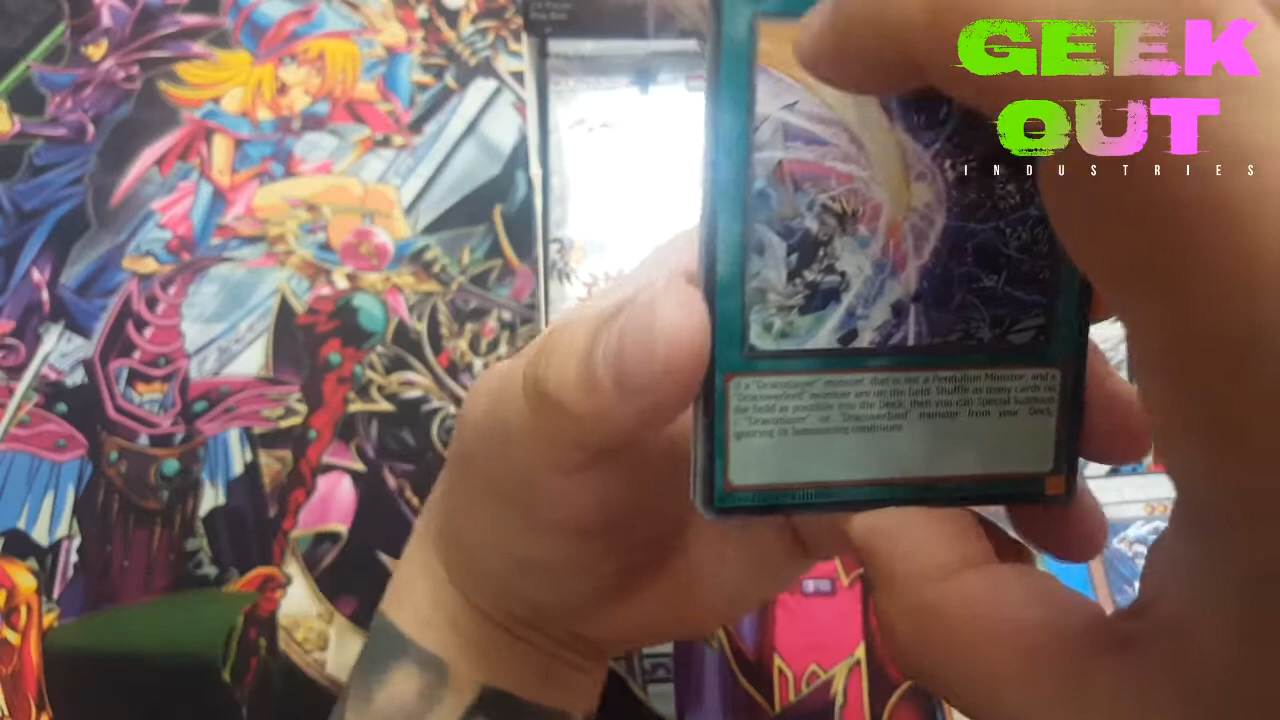 GEEK
OUT
INDUSTRIES
If a "Dracoslayer" monster that is not a Pendulum Monster, and a
"Dracoverlord" monster are on the field: Shuffle as many cards on
the field as possible into the Deck, then you can Special Summon
1 "Dracoslayer" or "Dracoverlord" monster from your Deck,
ignoring its Summoning conditions.